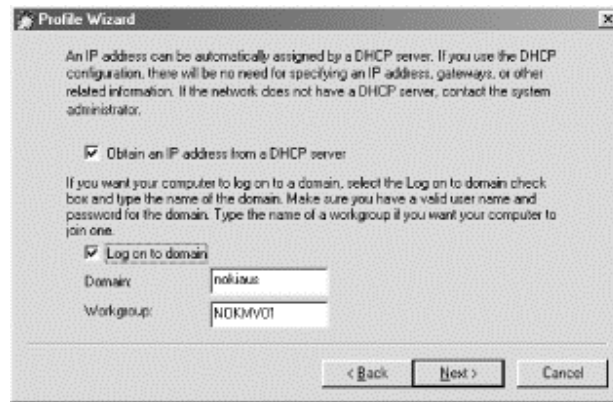 Profile Wizard
An IP address can be automatically assigned by a DHCP server. If you use the DHCP
configuration, there will be no need for specifying an IP address, gateways, or other
related information. If the network does not have a DHCP server, contact the system
administrator.
Obtain an IP address from a DHCP server
If you want your computer to log on to a domain, select the Log on to domain check
box and type the name of the domain. Make sure you have a valid user name and
password for the domain. Type the name of a workgroup if you want your computer to
join one.
Log on to domain
Domain: nokiaus
Workgroup: NOKMV01
< Back Next > Cancel